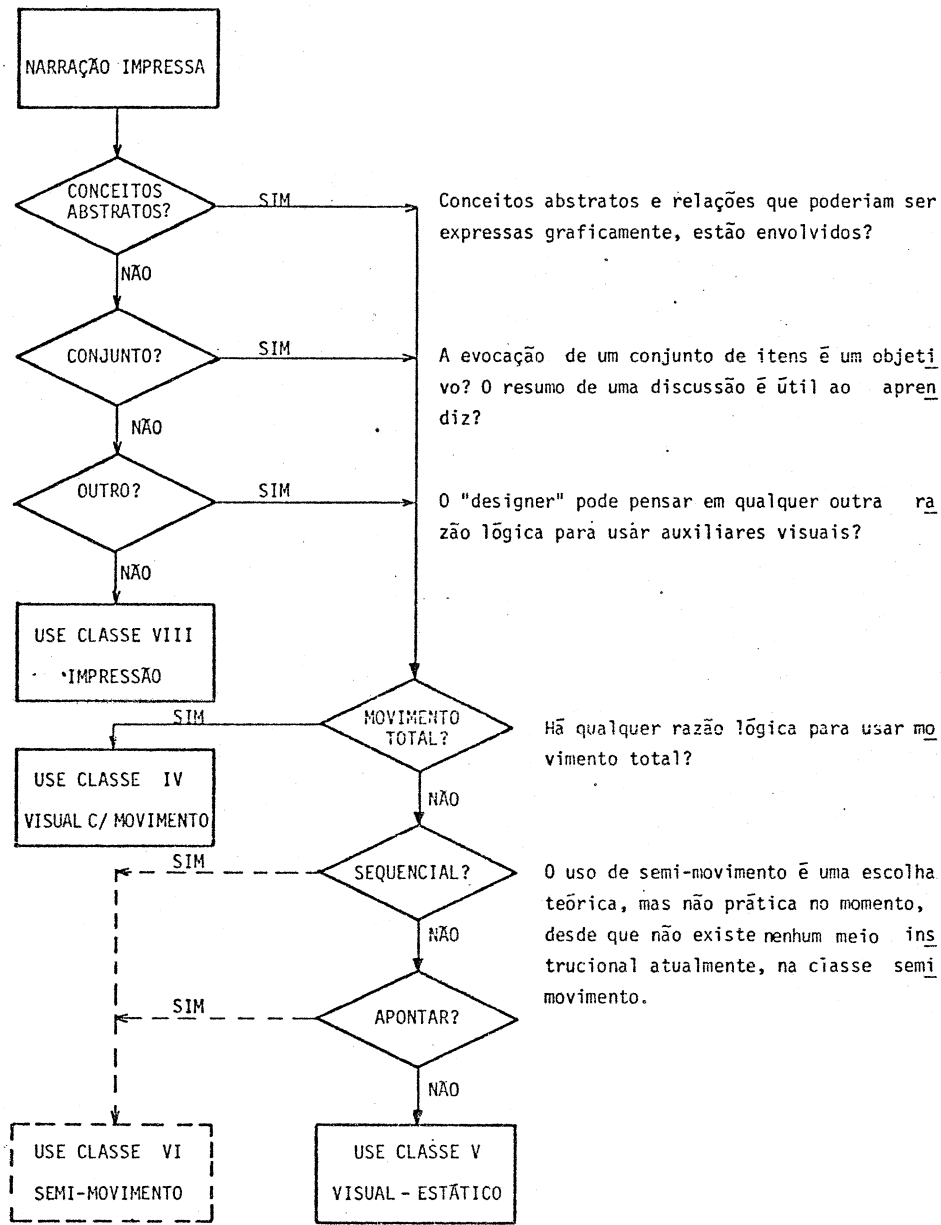 NARRAÇÃO IMPRESSA
CONCEITOS
ABSTRATOS?
SIM
Conceitos abstratos e relações que poderiam ser
expressas graficamente, estão envolvidos?
NÃO
CONJUNTO?
SIM
A evocação de um conjunto de itens é um objeti
vo? O resumo de uma discussão é útil ao apren
diz?
NÃO
OUTRO?
SIM
O "designer" pode pensar em qualquer outra ra
zão lógica para usar auxiliares visuais?
NÃO
USE CLASSE VIII
IMPRESSÃO
MOVIMENTO
TOTAL?
SIM
Há qualquer razão lógica para usar mo
vimento total?
USE CLASSE IV
VISUAL C/ MOVIMENTO
NÃO
SEQUENCIAL?
SIM
O uso de semi-movimento é uma escolha
teórica, mas não prática no momento,
desde que não existe nenhum meio ins
trucional atualmente, na classe semi
movimento.
NÃO
APONTAR?
SIM
NÃO
USE CLASSE VI
SEMI-MOVIMENTO
USE CLASSE V
VISUAL - ESTÁTICO